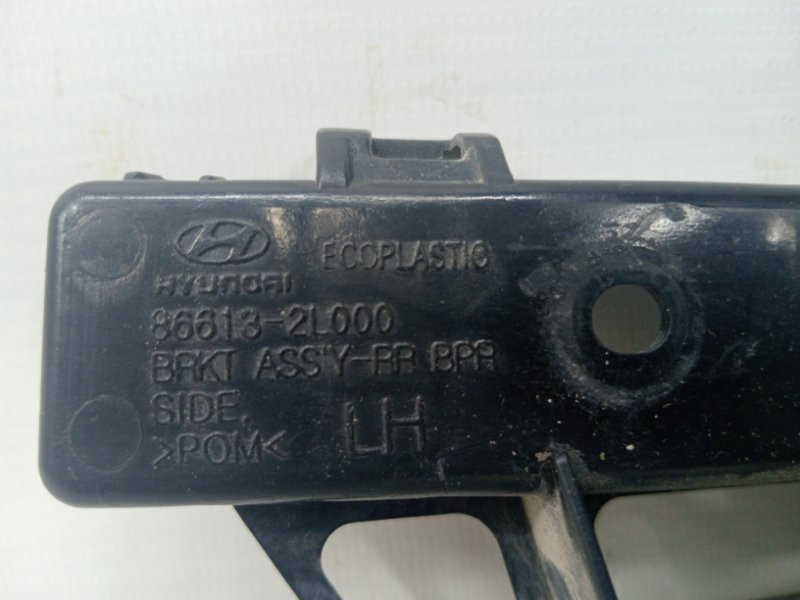 HYUNDAI ECOPLASTIC
86613-2L000
BRKT ASS'Y-RR BPR
SIDE, LH
>POM<